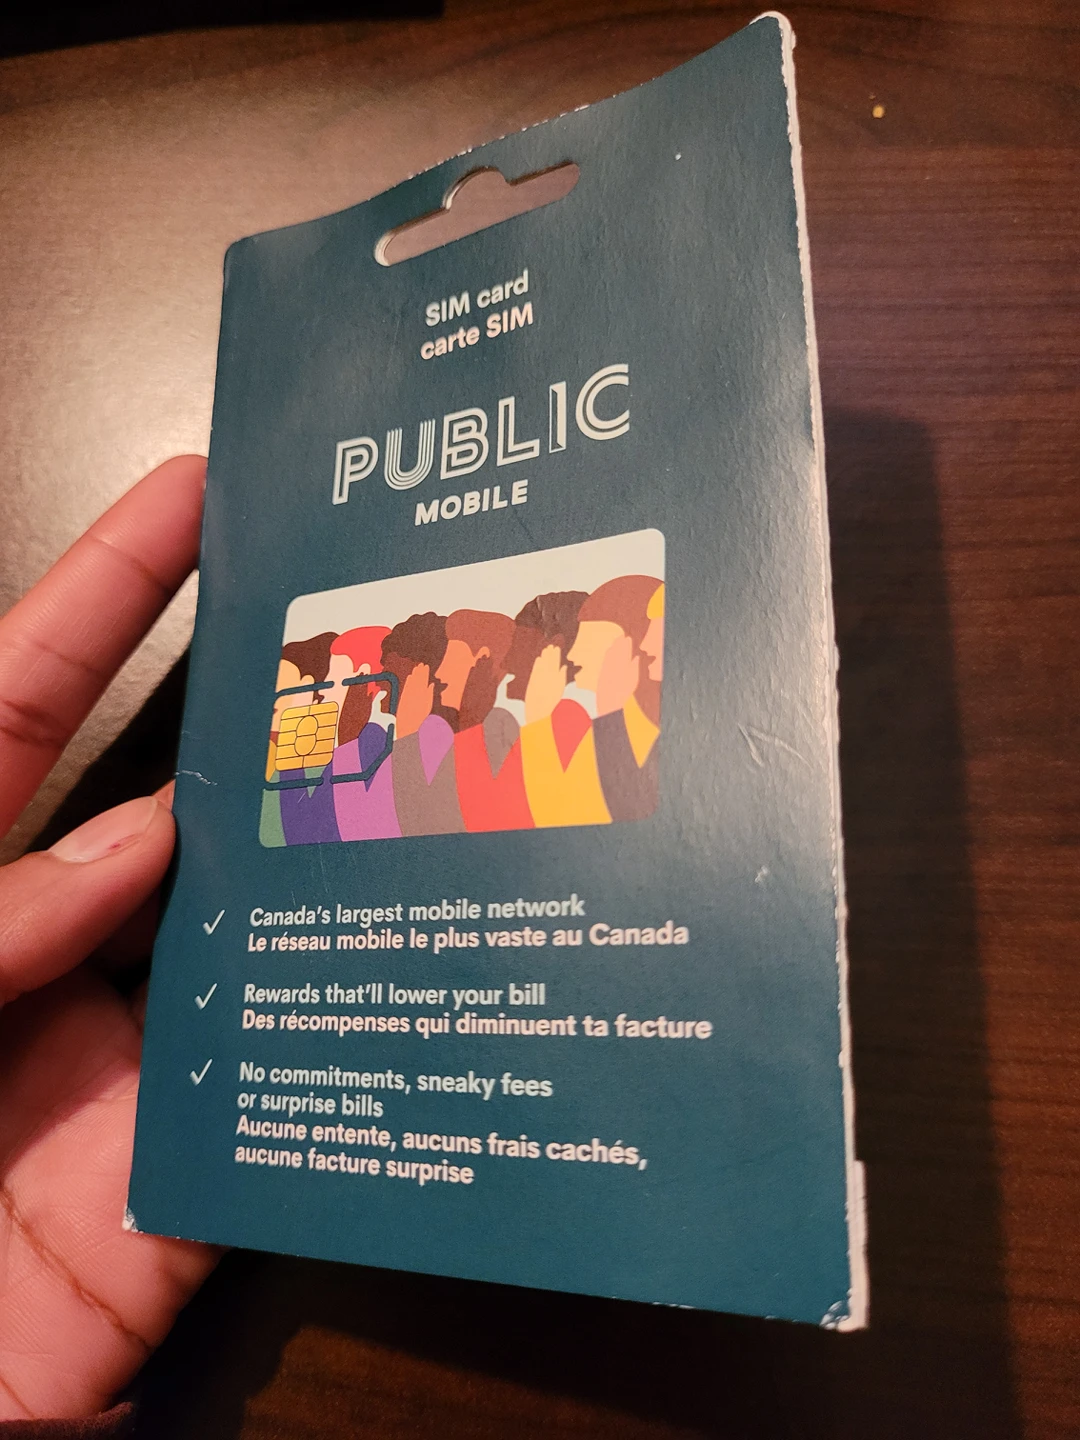 SIM card
carte SIM
PUBLIC
MOBILE
Canada's largest mobile network
Le réseau mobile le plus vaste au Canada
Rewards that'll lower your bill
Des récompenses qui diminuent ta facture
No commitments, sneaky fees
or surprise bills
Aucune entente, aucuns frais cachés,
aucune facture surprise